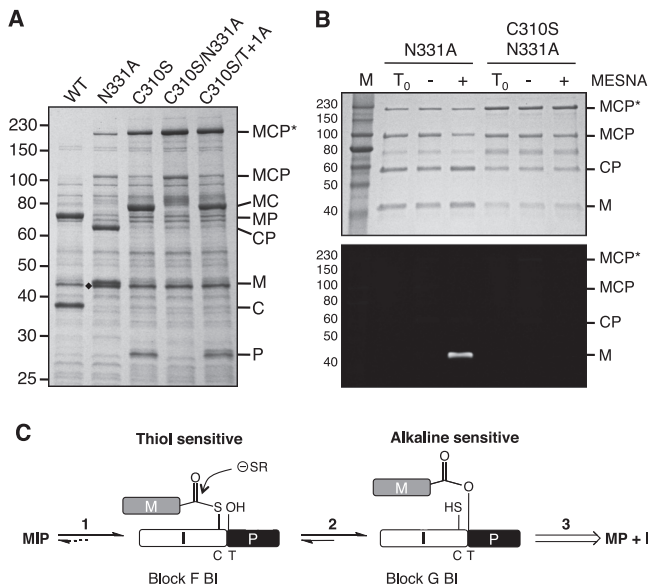 A
WT N331A C310S C310S/N331A C310S/T+1A
230
150
100
80
60
50
40
30
25
MCP*
MCP
MC
MP
CP
M
C
P
B
C310S
N331A N331A
M T0 - + T0 - + MESNA
230
150
100
80
60
50
40
MCP*
MCP
CP
M
230
150
100
80
60
50
40
MCP*
MCP
CP
M
C
Thiol sensitive Alkaline sensitive
O ⊖SR O
M S OH M O
HS
MIP 1 I P 2 I P 3 MP + I
C T C T
Block F BI Block G BI